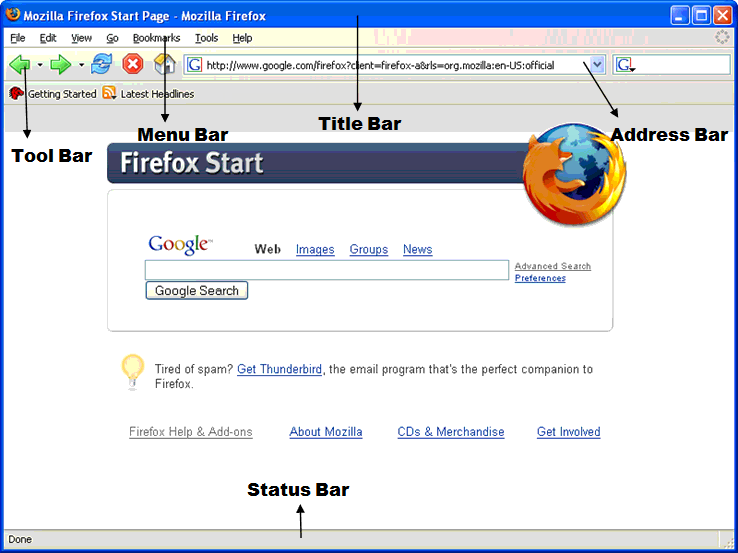 Mozilla Firefox Start Page - Mozilla Firefox
File Edit View Go Bookmarks Tools Help
G http://www.google.com/firefox?client=firefox-a&rls=org.mozilla:en-US:official G
Getting Started Latest Headlines
Menu Bar Title Bar Address Bar
Tool Bar
Firefox Start
Google™ Web Images Groups News
Advanced Search
Preferences
Google Search
Tired of spam? Get Thunderbird, the email program that's the perfect companion to
Firefox.
Firefox Help & Add-ons About Mozilla CDs & Merchandise Get Involved
Status Bar
Done